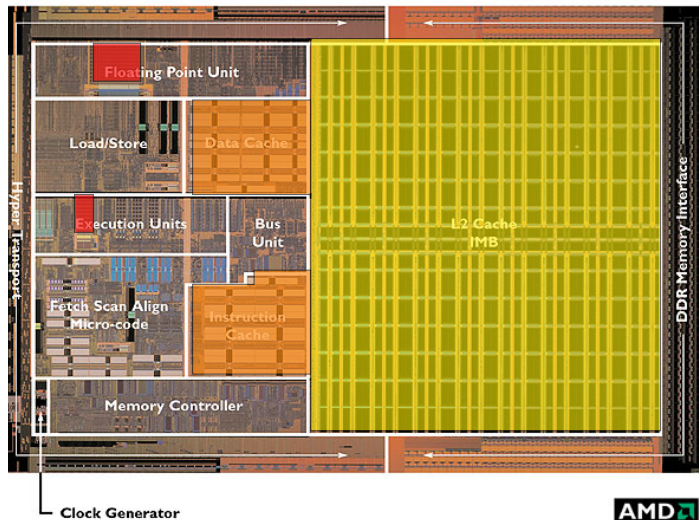 Floating Point Unit
Load/Store
Data Cache
Hyper Transport
Execution Units
Bus
Unit
L2 Cache
1MB
DDR Memory Interface
Fetch Scan Align
Micro-code
Instruction
Cache
Memory Controller
Clock Generator
AMD